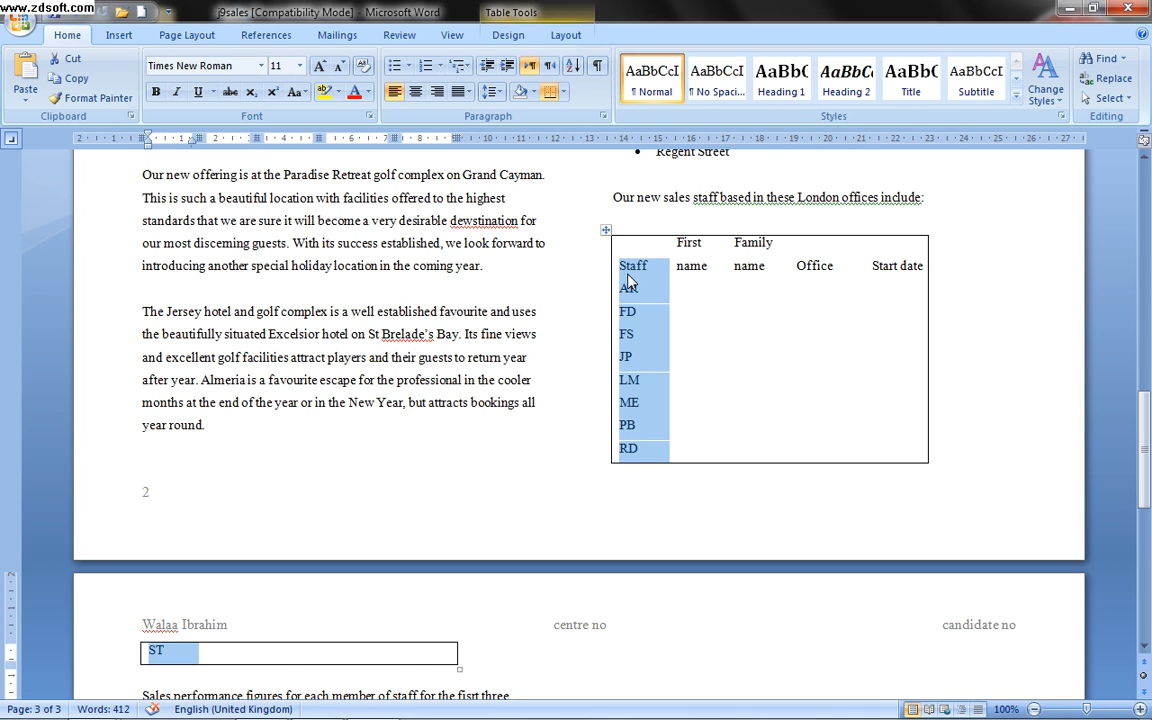 www.zdsoft.com
j9sales [Compatibility Mode] - Microsoft Word
Table Tools
Home Insert Page Layout References Mailings Review View Design Layout
Paste
Cut
Copy
Format Painter
Clipboard
Times New Roman 11
Font
Paragraph
AaBbCcI AaBbCcI AaBbC AaBbCc AaBbC AaBbCcI
¶ Normal ¶ No Spaci... Heading 1 Heading 2 Title Subtitle
Change Styles
Styles
Find
Replace
Select
Editing
Our new offering is at the Paradise Retreat golf complex on Grand Cayman.
This is such a beautiful location with facilities offered to the highest
standards that we are sure it will become a very desirable dewstination for
our most discerning guests. With its success established, we look forward to
introducing another special holiday location in the coming year.
The Jersey hotel and golf complex is a well established favourite and uses
the beautifully situated Excelsior hotel on St Brelade's Bay. Its fine views
and excellent golf facilities attract players and their guests to return year
after year. Almeria is a favourite escape for the professional in the cooler
months at the end of the year or in the New Year, but attracts bookings all
year round.
2
• Regent Street
Our new sales staff based in these London offices include:
First Family
Staff name name Office Start date
FD
FS
JP
LM
ME
PB
RD
Walaa Ibrahim centre no candidate no
ST
Sales performance figures for each member of staff for the fisrt three
Page: 3 of 3 Words: 412 English (United Kingdom) 100%